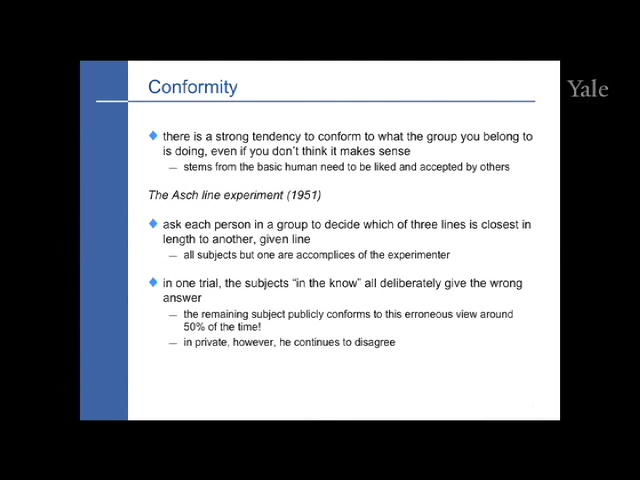 Conformity
Yale
there is a strong tendency to conform to what the group you belong to
is doing, even if you don't think it makes sense
— stems from the basic human need to be liked and accepted by others
The Asch line experiment (1951)
ask each person in a group to decide which of three lines is closest in
length to another, given line
— all subjects but one are accomplices of the experimenter
in one trial, the subjects "in the know" all deliberately give the wrong
answer
— the remaining subject publicly conforms to this erroneous view around
50% of the time!
— in private, however, he continues to disagree